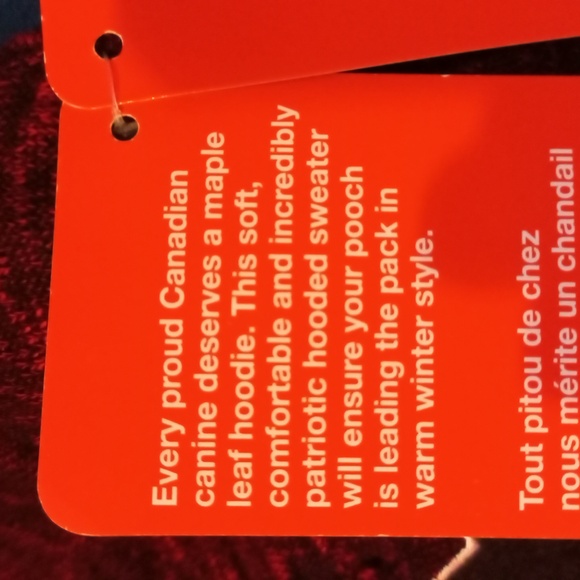 Every proud Canadian
canine deserves a maple
leaf hoodie. This soft,
comfortable and incredibly
patriotic hooded sweater
will ensure your pooch
is leading the pack in
warm winter style.
Tout pitou de chez
nous mérite un chandail